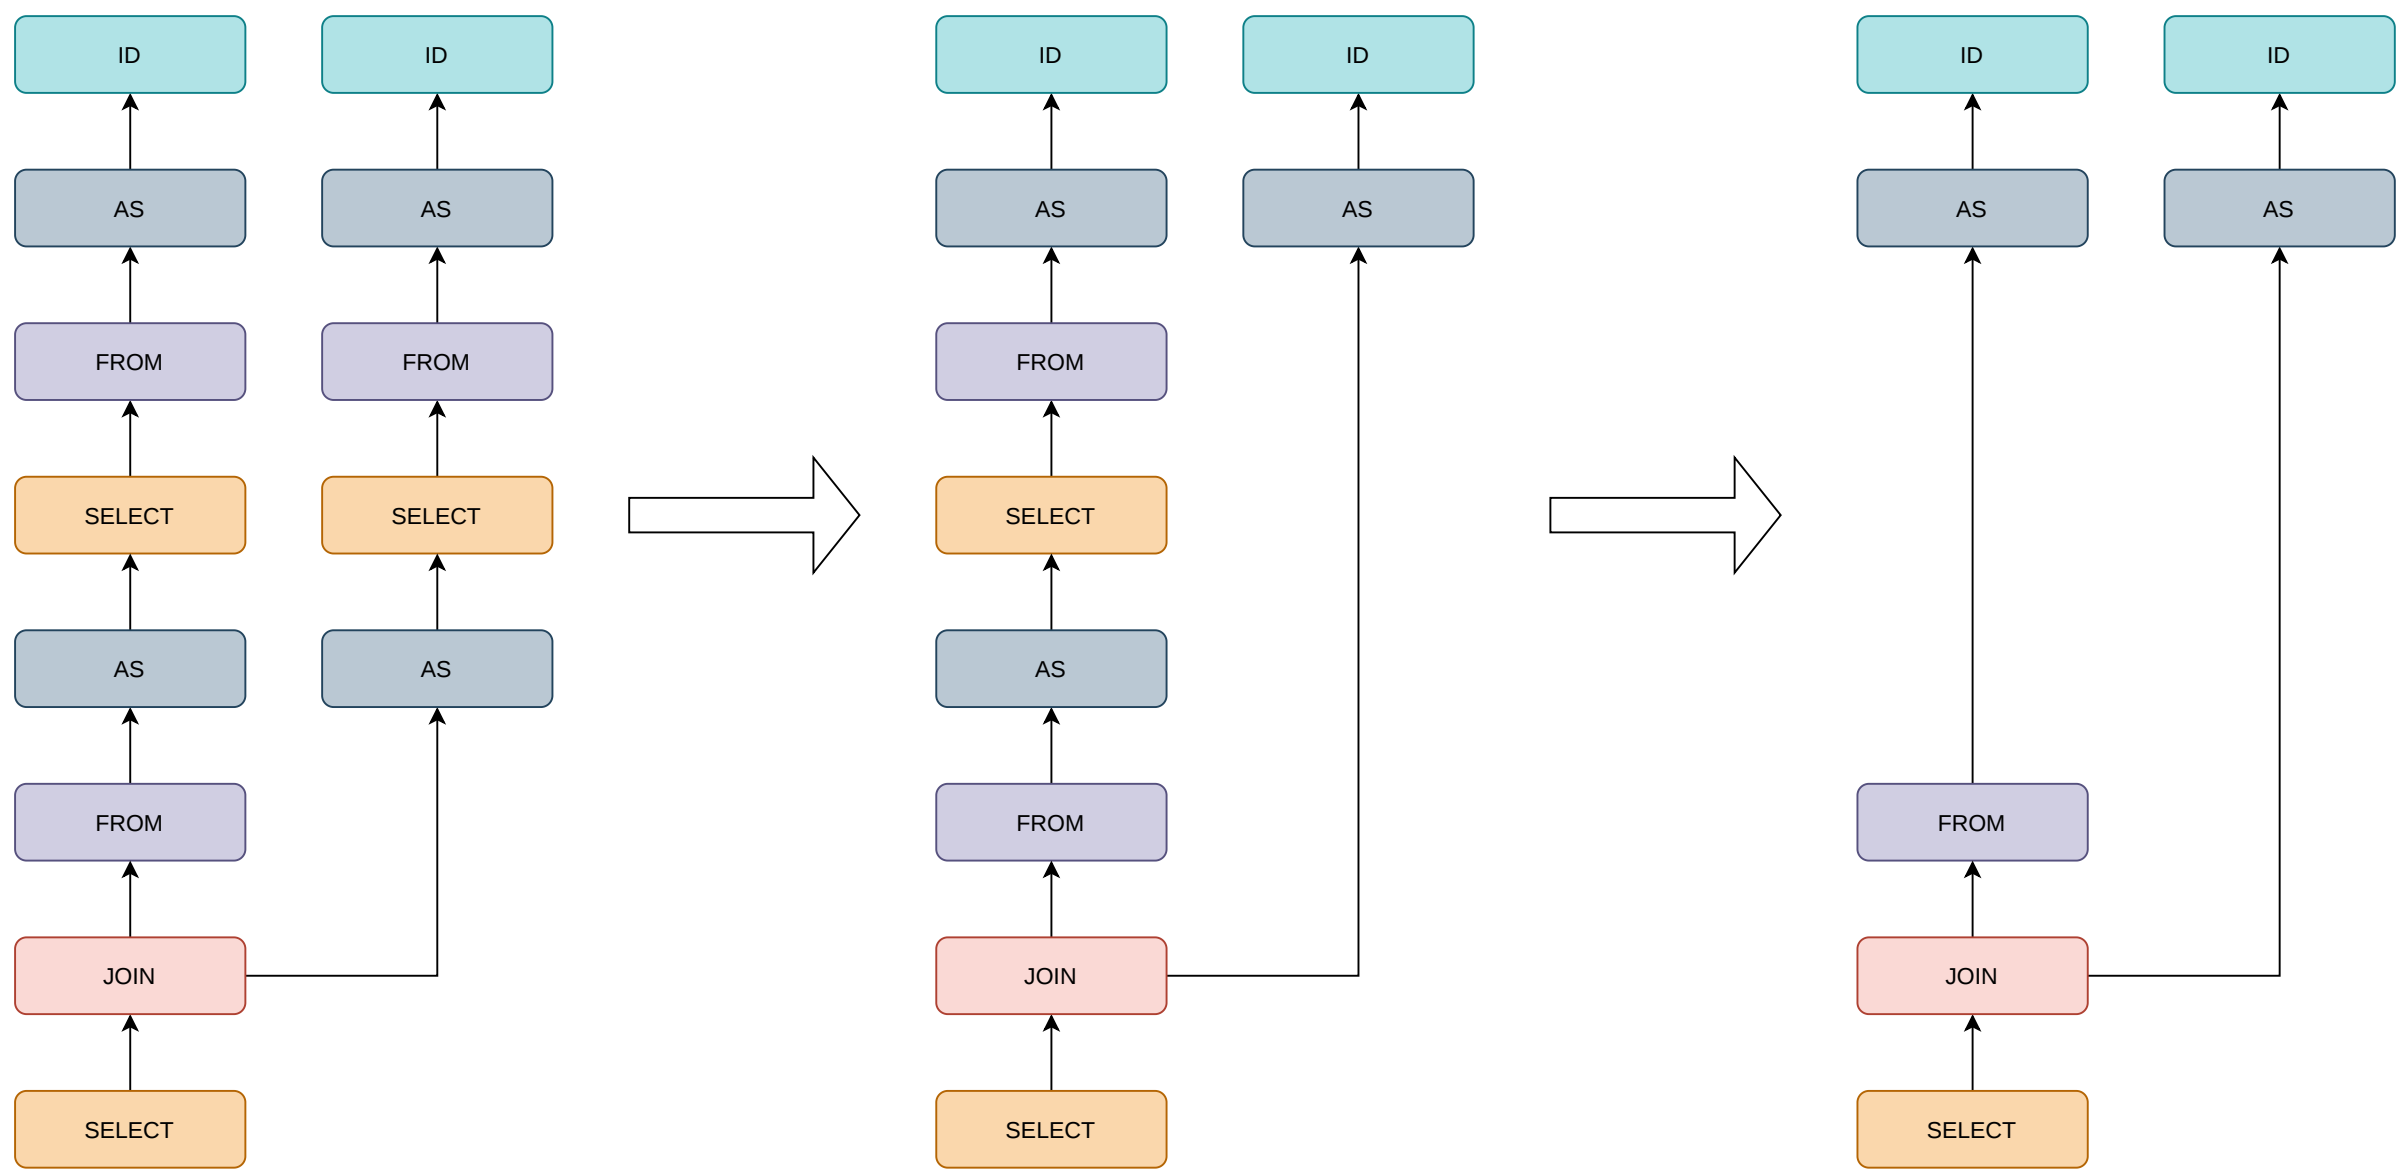 ID
ID
AS
AS
FROM
FROM
SELECT
SELECT
AS
AS
FROM
JOIN
SELECT
ID
ID
AS
AS
FROM
SELECT
AS
FROM
JOIN
SELECT
ID
ID
AS
AS
FROM
JOIN
SELECT